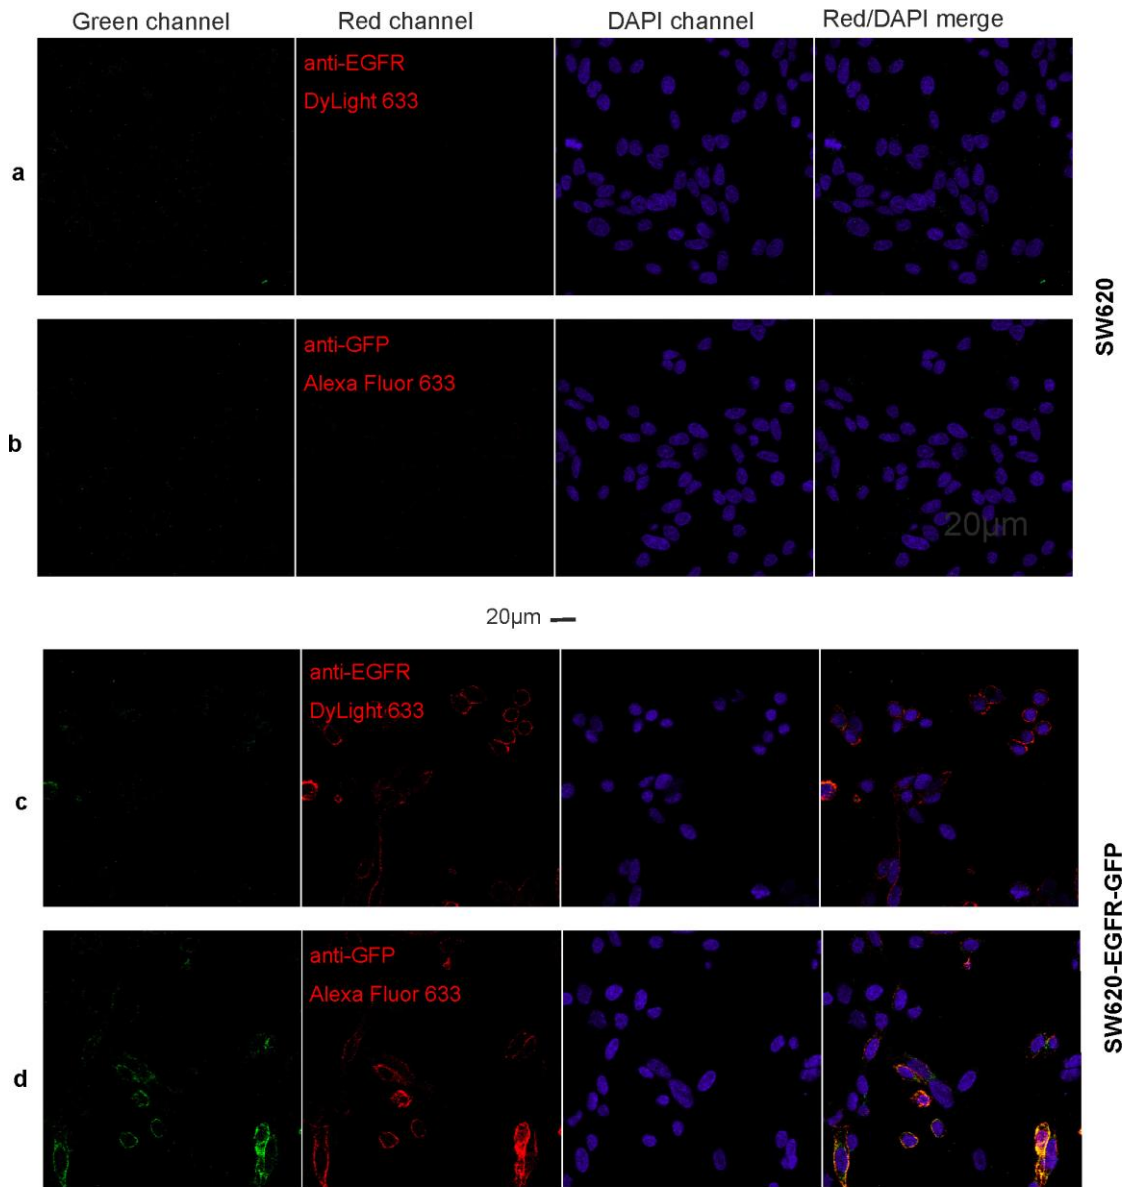 Green channel
Red channel
DAPI channel
Red/DAPI merge
a
anti-EGFR
DyLight 633
SW620
b
anti-GFP
Alexa Fluor 633
20µm
20µm
c
anti-EGFR
DyLight 633
SW620-EGFR-GFP
d
anti-GFP
Alexa Fluor 633